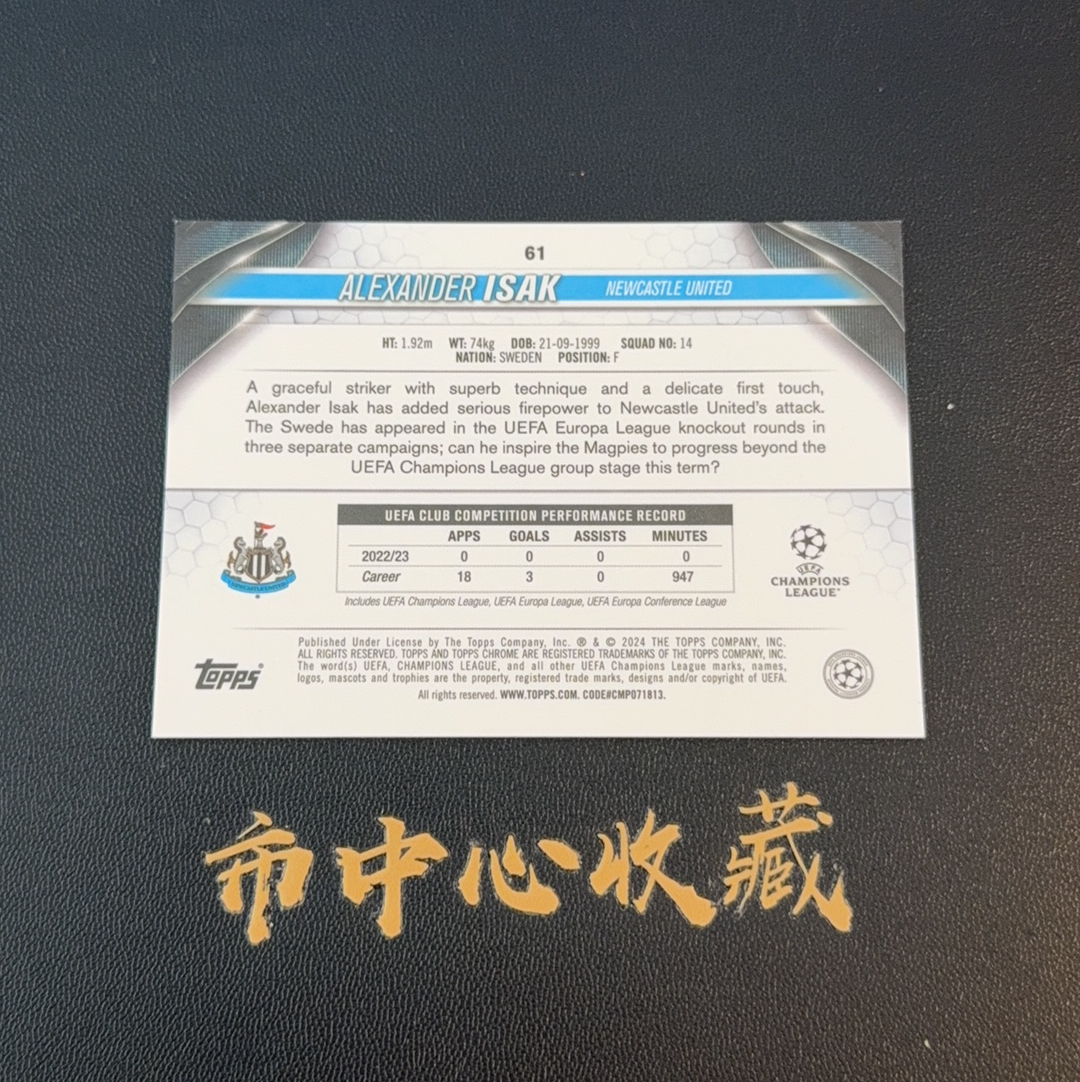 61
ALEXANDER ISAK NEWCASTLE UNITED
HT: 1.92m WT: 74kg DOB: 21-09-1999 SQUAD NO: 14
NATION: SWEDEN POSITION: F
A graceful striker with superb technique and a delicate first touch,
Alexander Isak has added serious firepower to Newcastle United's attack.
The Swede has appeared in the UEFA Europa League knockout rounds in
three separate campaigns; can he inspire the Magpies to progress beyond the
UEFA Champions League group stage this term?
UEFA CLUB COMPETITION PERFORMANCE RECORD
APPS GOALS ASSISTS MINUTES
2022/23 0 0 0 0
Career 18 3 0 947
Includes UEFA Champions League, UEFA Europa League, UEFA Europa Conference League
NEWCASTLE UNITED
UEFA
CHAMPIONS
LEAGUE™
Published Under License by The Topps Company, Inc. ® & © 2024 THE TOPPS COMPANY, INC.
ALL RIGHTS RESERVED. TOPPS AND TOPPS CHROME ARE REGISTERED TRADEMARKS OF THE TOPPS COMPANY, INC.
The word(s) UEFA, CHAMPIONS LEAGUE, and all other UEFA Champions League marks, names,
logos, mascots and trophies are the property, registered trade marks, designs and/or copyright of UEFA.
All rights reserved. WWW.TOPPS.COM. CODE#CMP071813.
topps®
市中心收藏